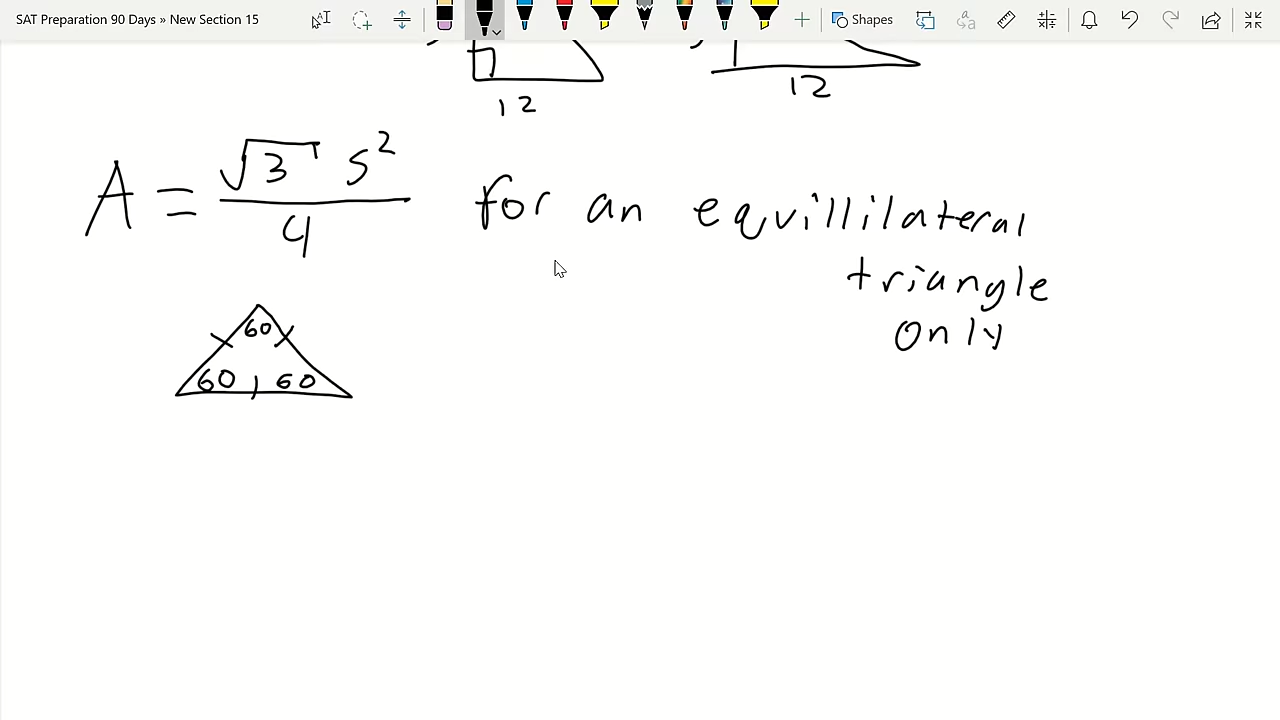 SAT Preparation 90 Days » New Section 15
Shapes
12
12
A = √3 s² / 4 for an equvillilateral
triangle
only
60
60 60